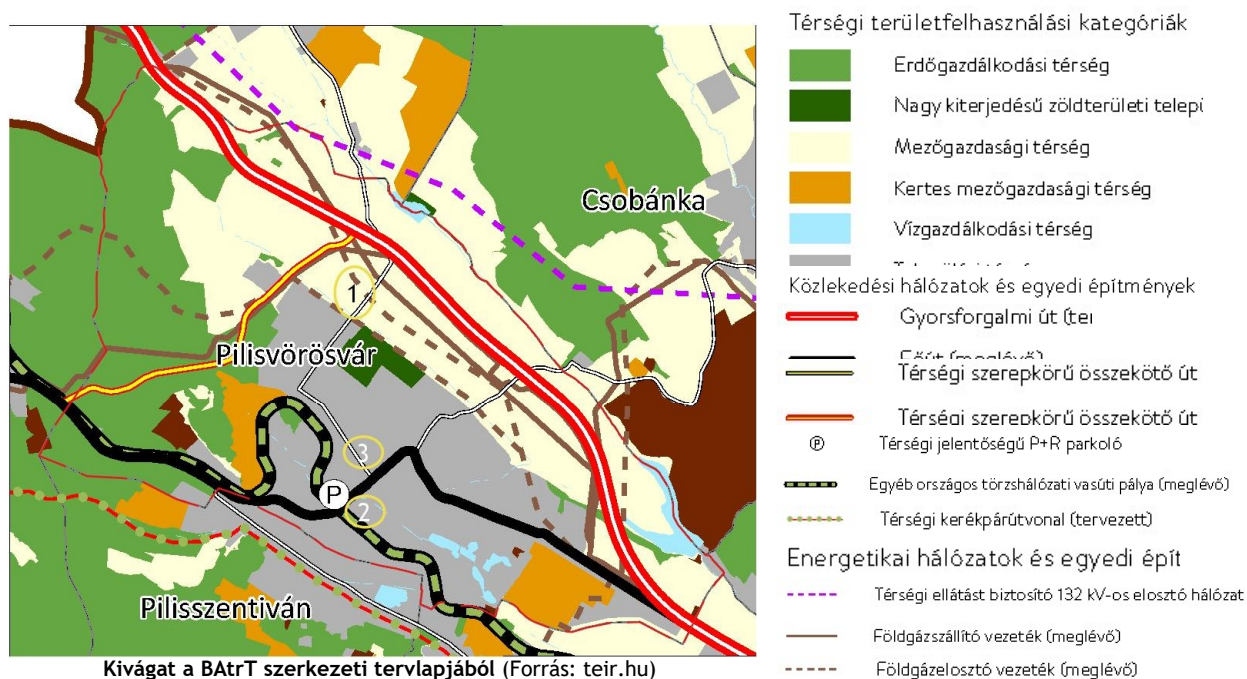 Csobánka
1
Pilisvörösvár
3
P
2
Pilisszentiván
Kivágat a BAtrT szerkezeti tervlapjából (Forrás: teir.hu)
Térségi területfelhasználási kategóriák
Erdőgazdálkodási térség
Nagy kiterjedésű zöldterületi telepi
Mezőgazdasági térség
Kertes mezőgazdasági térség
Vízgazdálkodási térség
Közlekedési hálózatok és egyedi építmények
Gyorsforgalmi út (ter
Főút (meglévő)
Térségi szerepkörű összekötő út
Térségi szerepkörű összekötő út
P Térségi jelentőségű P+R parkoló
Egyéb országos törzshálózati vasúti pálya (meglévő)
Térségi kerékpárútvonal (tervezett)
Energetikai hálózatok és egyedi épít
Térségi ellátást biztosító 132 kV-os elosztó hálózat
Földgázszállító vezeték (meglévő)
Földgázelosztó vezeték (meglévő)